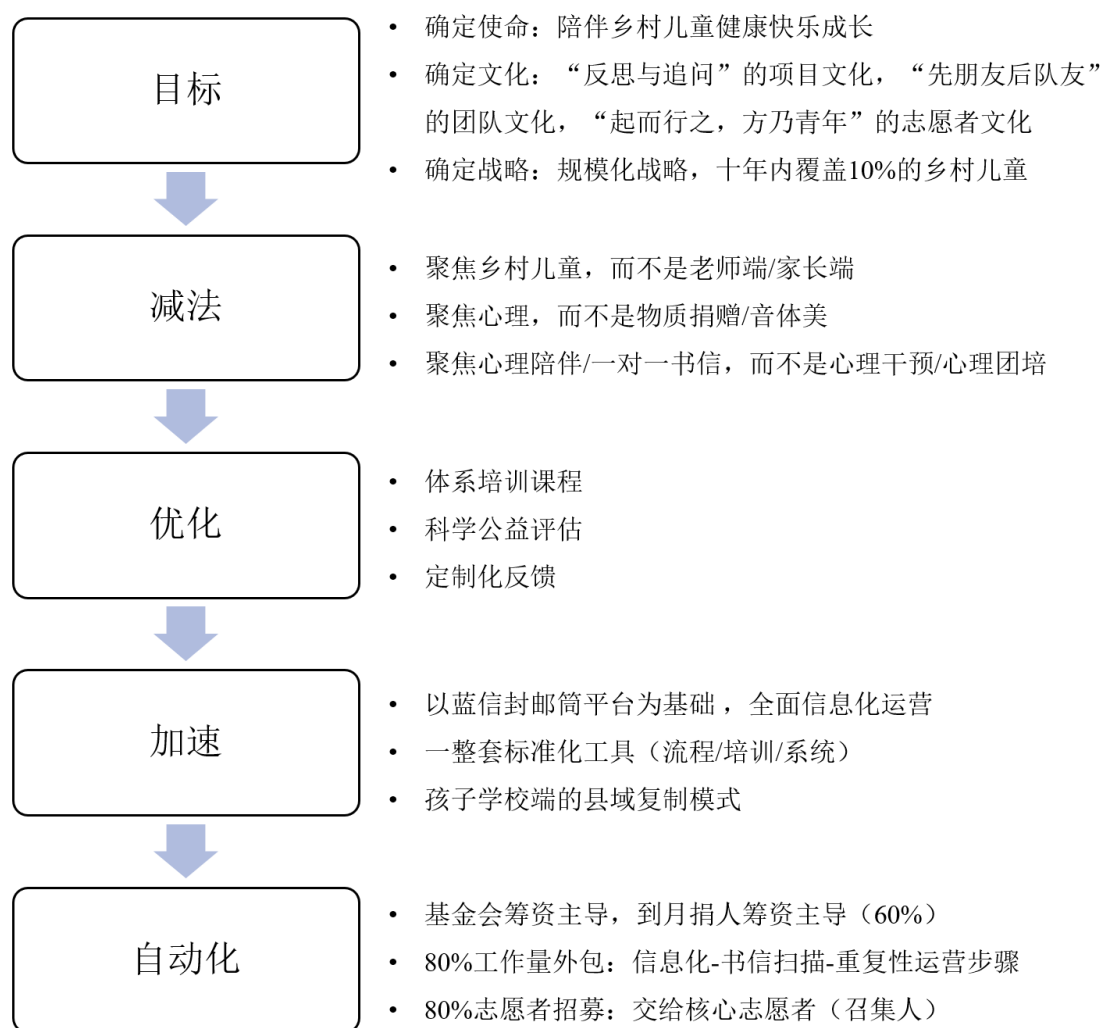 目标
• 确定使命：陪伴乡村儿童健康快乐成长
• 确定文化：“反思与追问”的项目文化，“先朋友后队友”
的团队文化，“起而行之，方乃青年”的志愿者文化
• 确定战略：规模化战略，十年内覆盖10%的乡村儿童
减法
• 聚焦乡村儿童，而不是老师端/家长端
• 聚焦心理，而不是物质捐赠/音体美
• 聚焦心理陪伴/一对一书信，而不是心理干预/心理团培
优化
• 体系培训课程
• 科学公益评估
• 定制化反馈
加速
• 以蓝信封邮筒平台为基础，全面信息化运营
• 一整套标准化工具（流程/培训/系统）
• 孩子学校端的县域复制模式
自动化
• 基金会筹资主导，到月捐人筹资主导（60%）
• 80%工作量外包：信息化-书信扫描-重复性运营步骤
• 80%志愿者招募：交给核心志愿者（召集人）